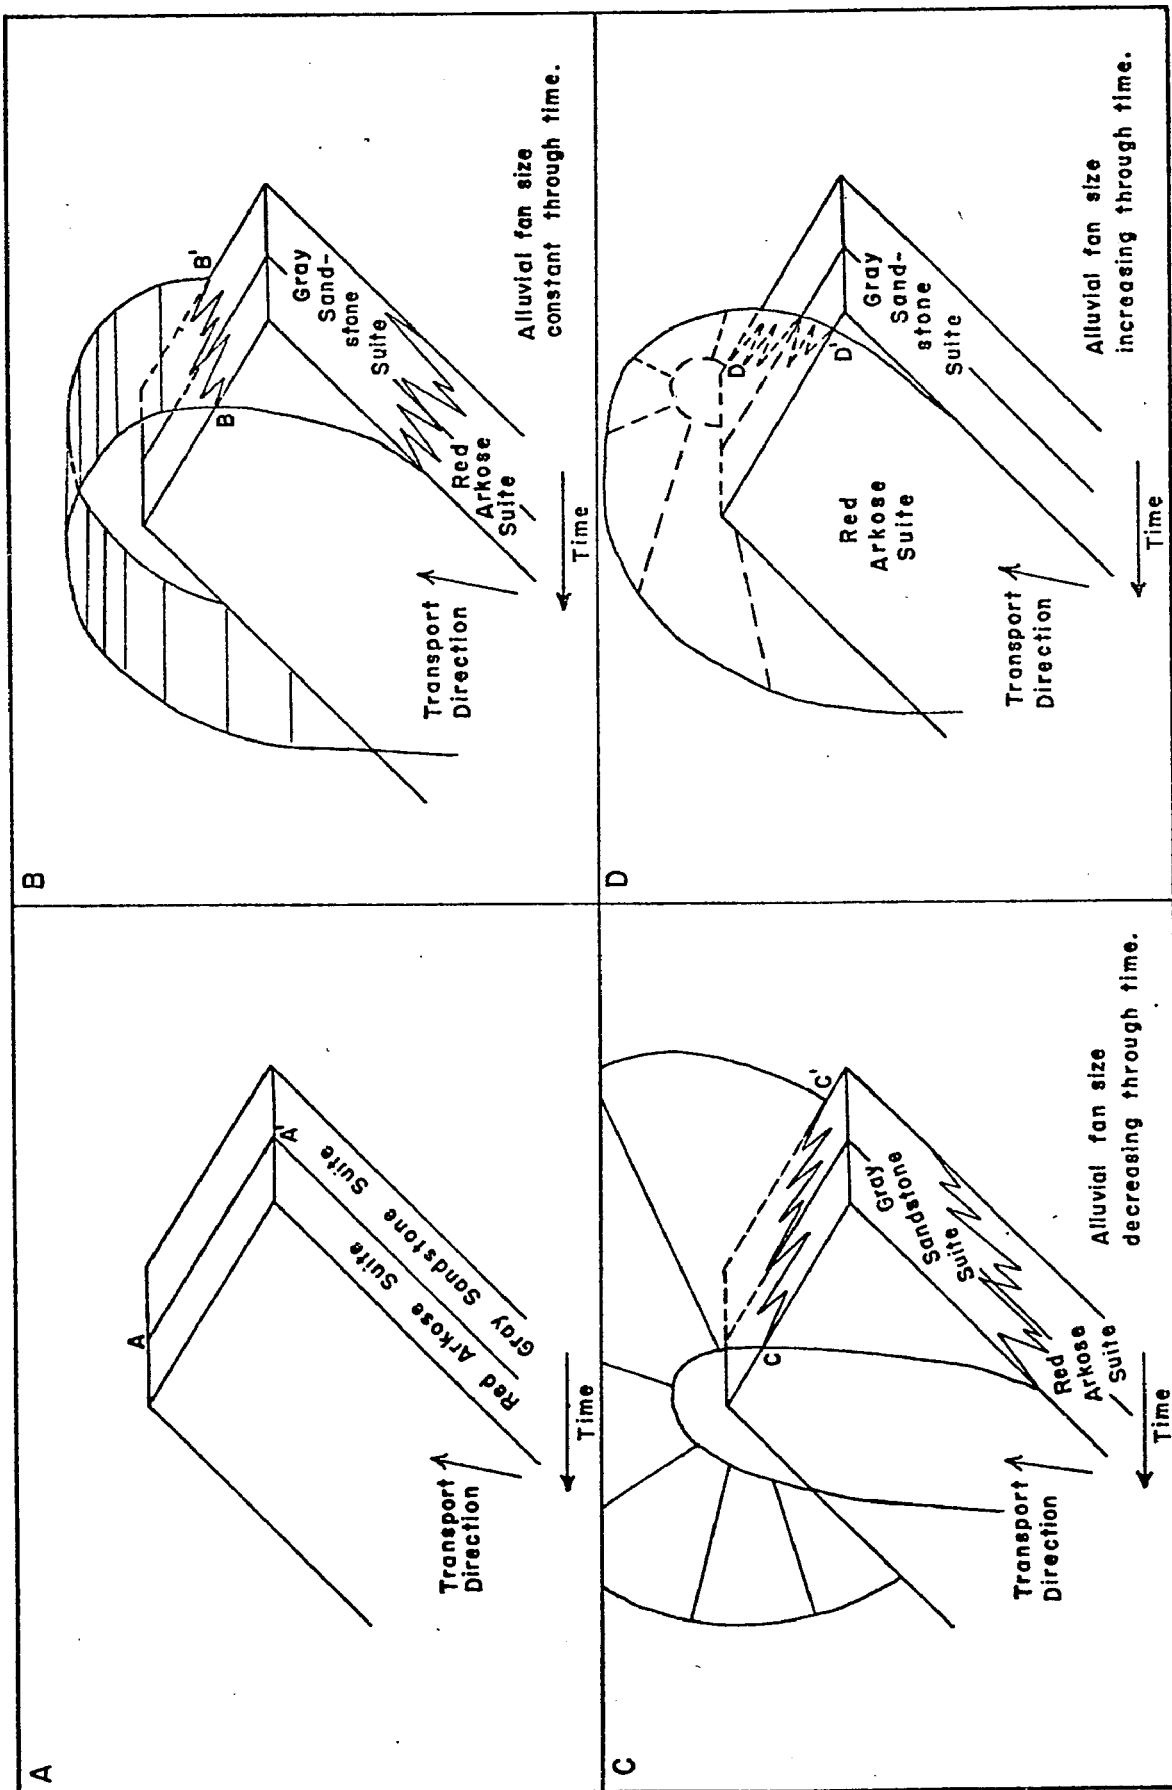 A
A
A'
Red Arkose Suite
Gray Sandstone Suite
Transport
Direction
Time
B
B
B'
Gray
Sand-
stone
Suite
Red
Arkose
Suite
Transport
Direction
Time
Alluvial fan size
constant through time.
C
C
C'
Gray
Sandstone
Suite
Red
Arkose
Suite
Transport
Direction
Time
Alluvial fan size
decreasing through time.
D
D
D'
Gray
Sand-
stone
Suite
Red
Arkose
Suite
Transport
Direction
Time
Alluvial fan size
increasing through time.